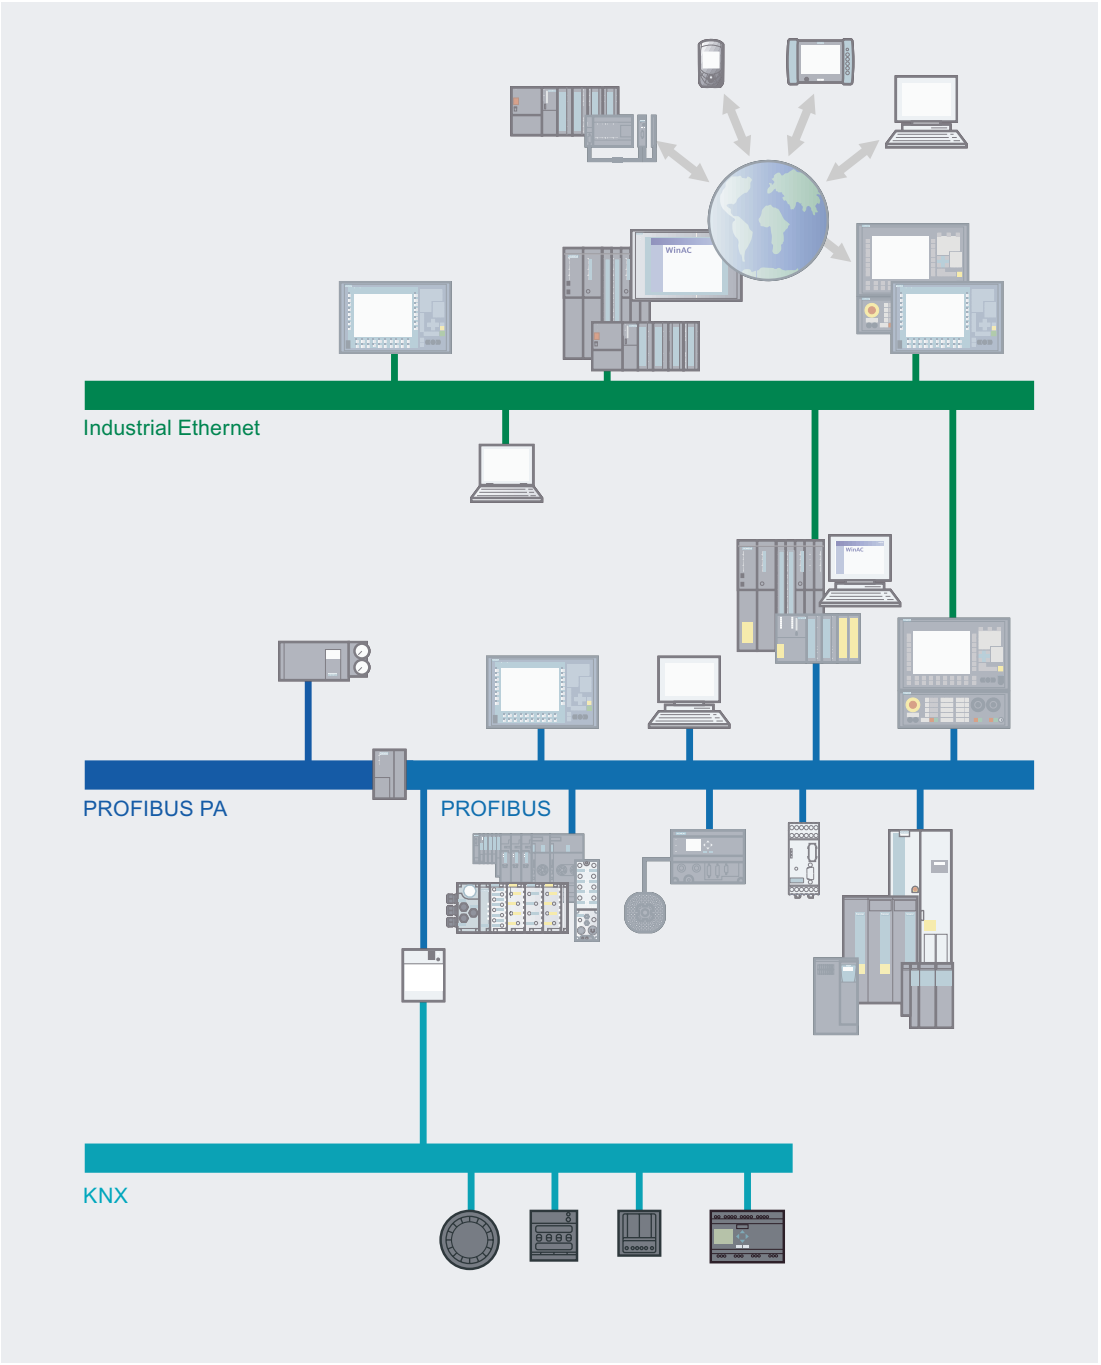 WinAC
Industrial Ethernet
WinAC
PROFIBUS PA
PROFIBUS
KNX